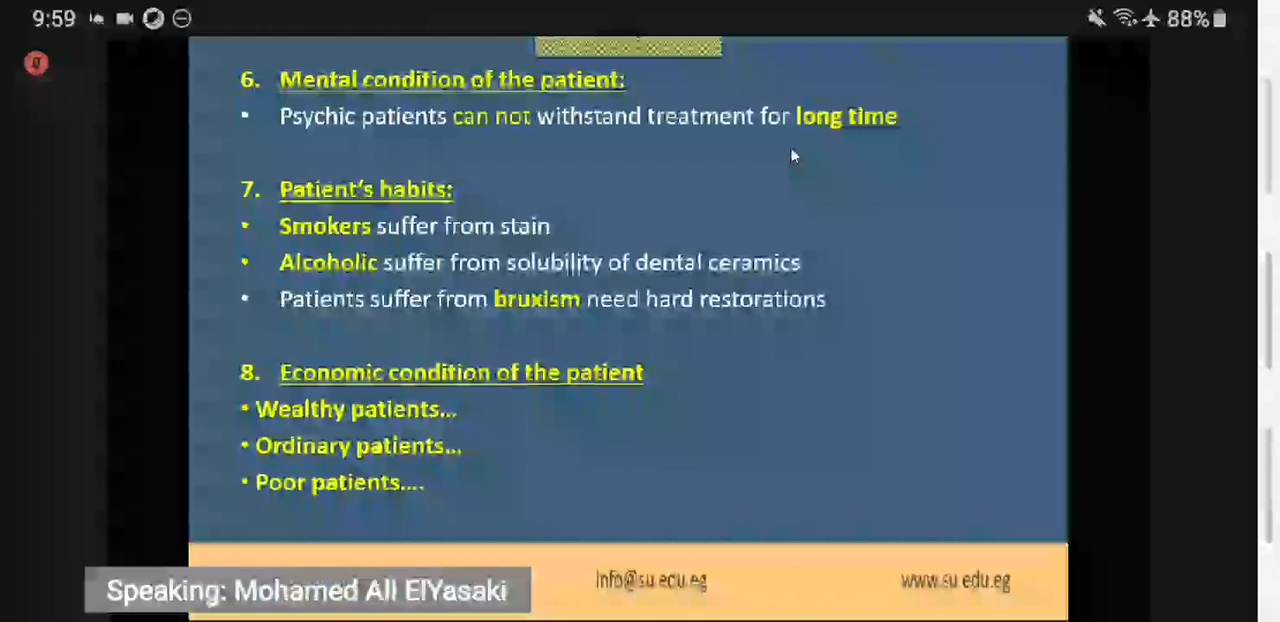 9:59
88%
6. Mental condition of the patient:
• Psychic patients can not withstand treatment for long time
7. Patient's habits:
• Smokers suffer from stain
• Alcoholic suffer from solubility of dental ceramics
• Patients suffer from bruxism need hard restorations
8. Economic condition of the patient
• Wealthy patients...
• Ordinary patients...
• Poor patients....
Speaking: Mohamed Ali ElYasaki
Info@su.edu.eg
www.su.edu.eg